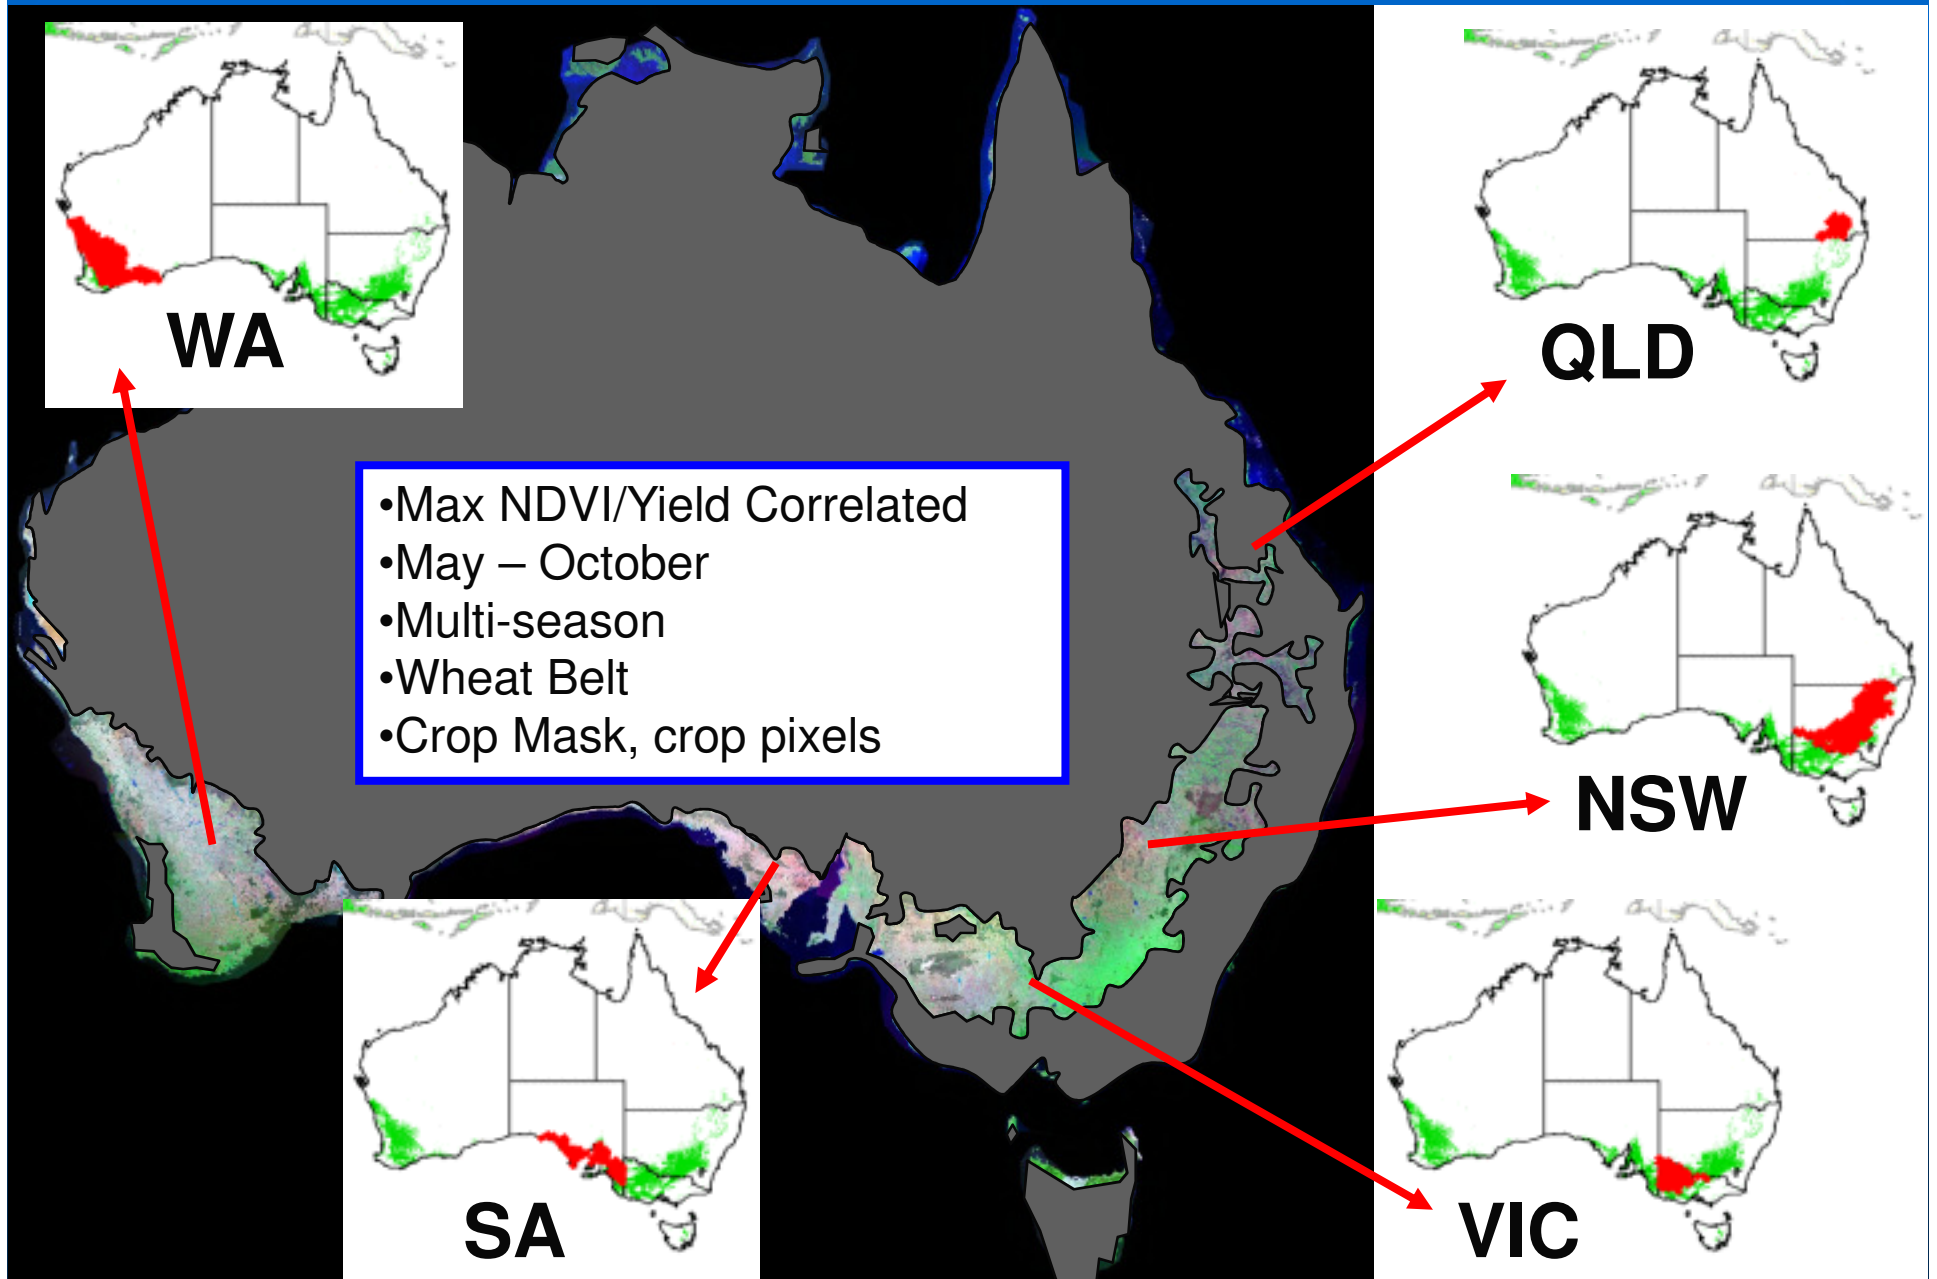 WA
QLD
•Max NDVI/Yield Correlated
•May – October
•Multi-season
•Wheat Belt
•Crop Mask, crop pixels
NSW
SA
VIC